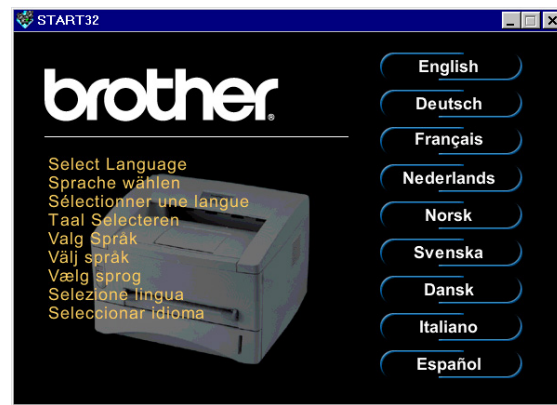 START32
brother.
Select Language
Sprache wählen
Sélectionner une langue
Taal Selecteren
Valg Språk
Välj språk
Vælg sprog
Selezione lingua
Seleccionar idioma
English
Deutsch
Français
Nederlands
Norsk
Svenska
Dansk
Italiano
Español